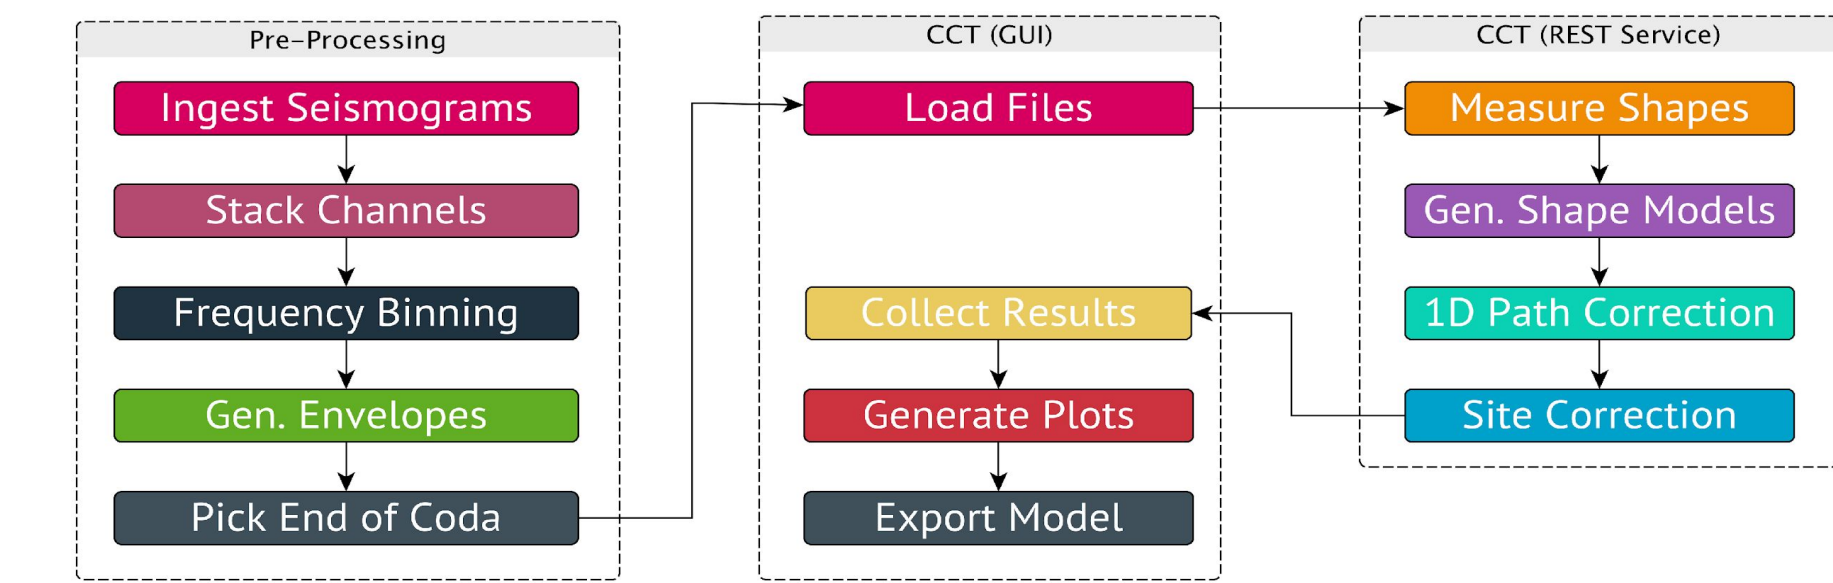 Pre-Processing
Ingest Seismograms
Stack Channels
Frequency Binning
Gen. Envelopes
Pick End of Coda
CCT (GUI)
Load Files
Collect Results
Generate Plots
Export Model
CCT (REST Service)
Measure Shapes
Gen. Shape Models
1D Path Correction
Site Correction